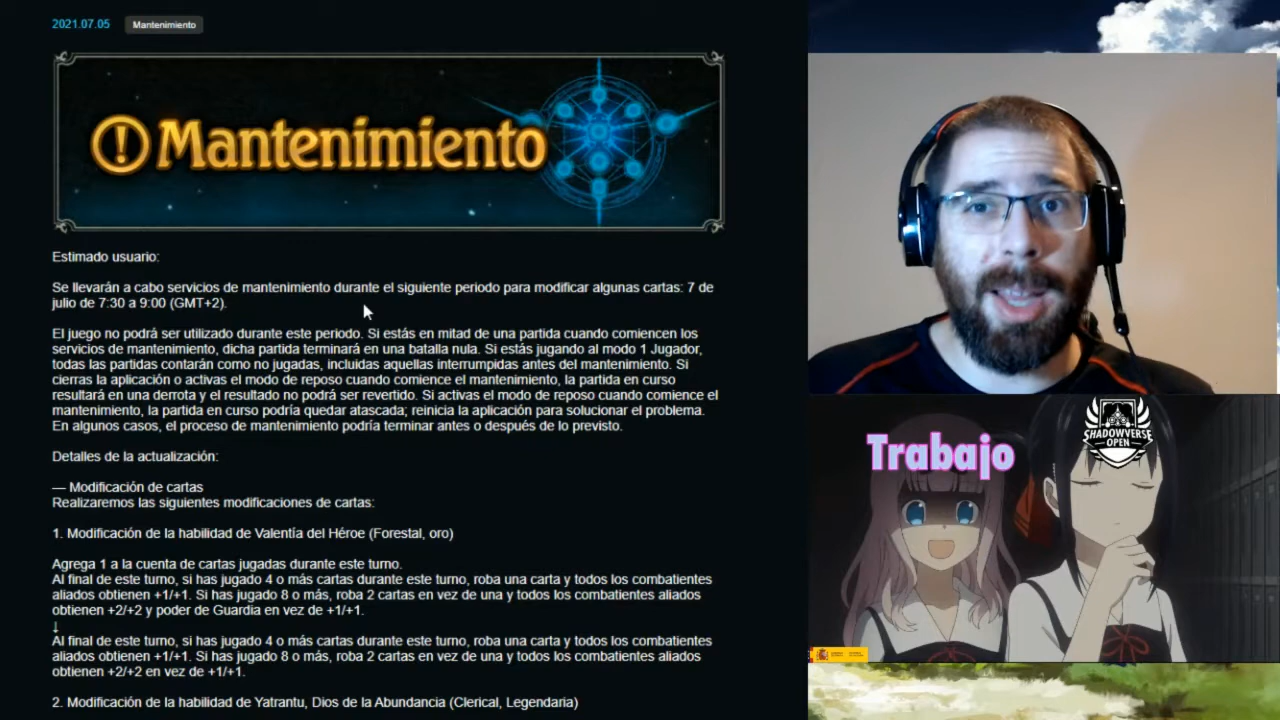 2021.07.05 Mantenimiento
Mantenimiento
Estimado usuario:
Se llevarán a cabo servicios de mantenimiento durante el siguiente periodo para modificar algunas cartas: 7 de
julio de 7:30 a 9:00 (GMT+2).
El juego no podrá ser utilizado durante este periodo. Si estás en mitad de una partida cuando comiencen los
servicios de mantenimiento, dicha partida terminará en una batalla nula. Si estás jugando al modo 1 Jugador,
todas las partidas contarán como no jugadas, incluidas aquellas interrumpidas antes del mantenimiento. Si
cierras la aplicación o activas el modo de reposo cuando comience el mantenimiento, la partida en curso
resultará en una derrota y el resultado no podrá ser revertido. Si activas el modo de reposo cuando comience el
mantenimiento, la partida en curso podría quedar atascada; reinicia la aplicación para solucionar el problema.
En algunos casos, el proceso de mantenimiento podría terminar antes o después de lo previsto.
Detalles de la actualización:
— Modificación de cartas
Realizaremos las siguientes modificaciones de cartas:
1. Modificación de la habilidad de Valentía del Héroe (Forestal, oro)
Agrega 1 a la cuenta de cartas jugadas durante este turno.
Al final de este turno, si has jugado 4 o más cartas durante este turno, roba una carta y todos los combatientes
aliados obtienen +1/+1. Si has jugado 8 o más, roba 2 cartas en vez de una y todos los combatientes aliados
obtienen +2/+2 y poder de Guardia en vez de +1/+1.
↓
Al final de este turno, si has jugado 4 o más cartas durante este turno, roba una carta y todos los combatientes
aliados obtienen +1/+1. Si has jugado 8 o más, roba 2 cartas en vez de una y todos los combatientes aliados
obtienen +2/+2 en vez de +1/+1.
2. Modificación de la habilidad de Yatrantu, Dios de la Abundancia (Clerical, Legendaria)
Trabajo
SHADOWVERSE
OPEN